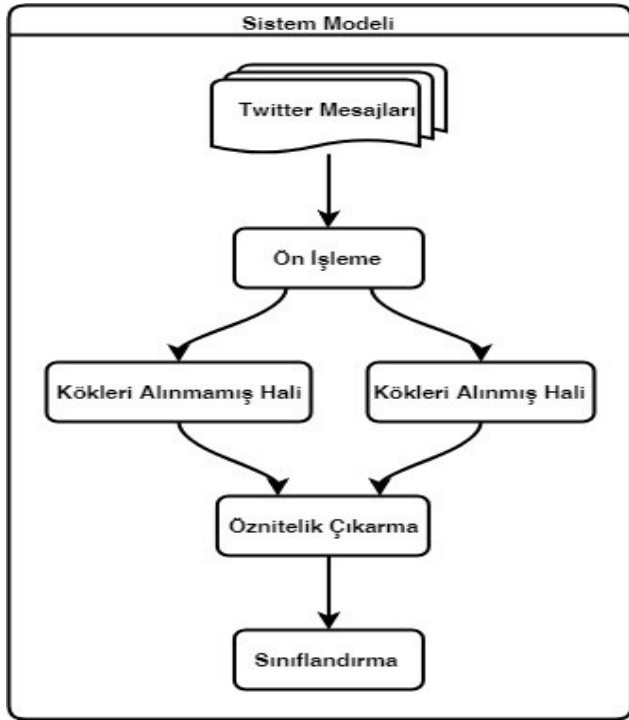 Sistem Modeli
Twitter Mesajları
Ön İşleme
Kökleri Alınmamış Hali
Kökleri Alınmış Hali
Öznitelik Çıkarma
Sınıflandırma